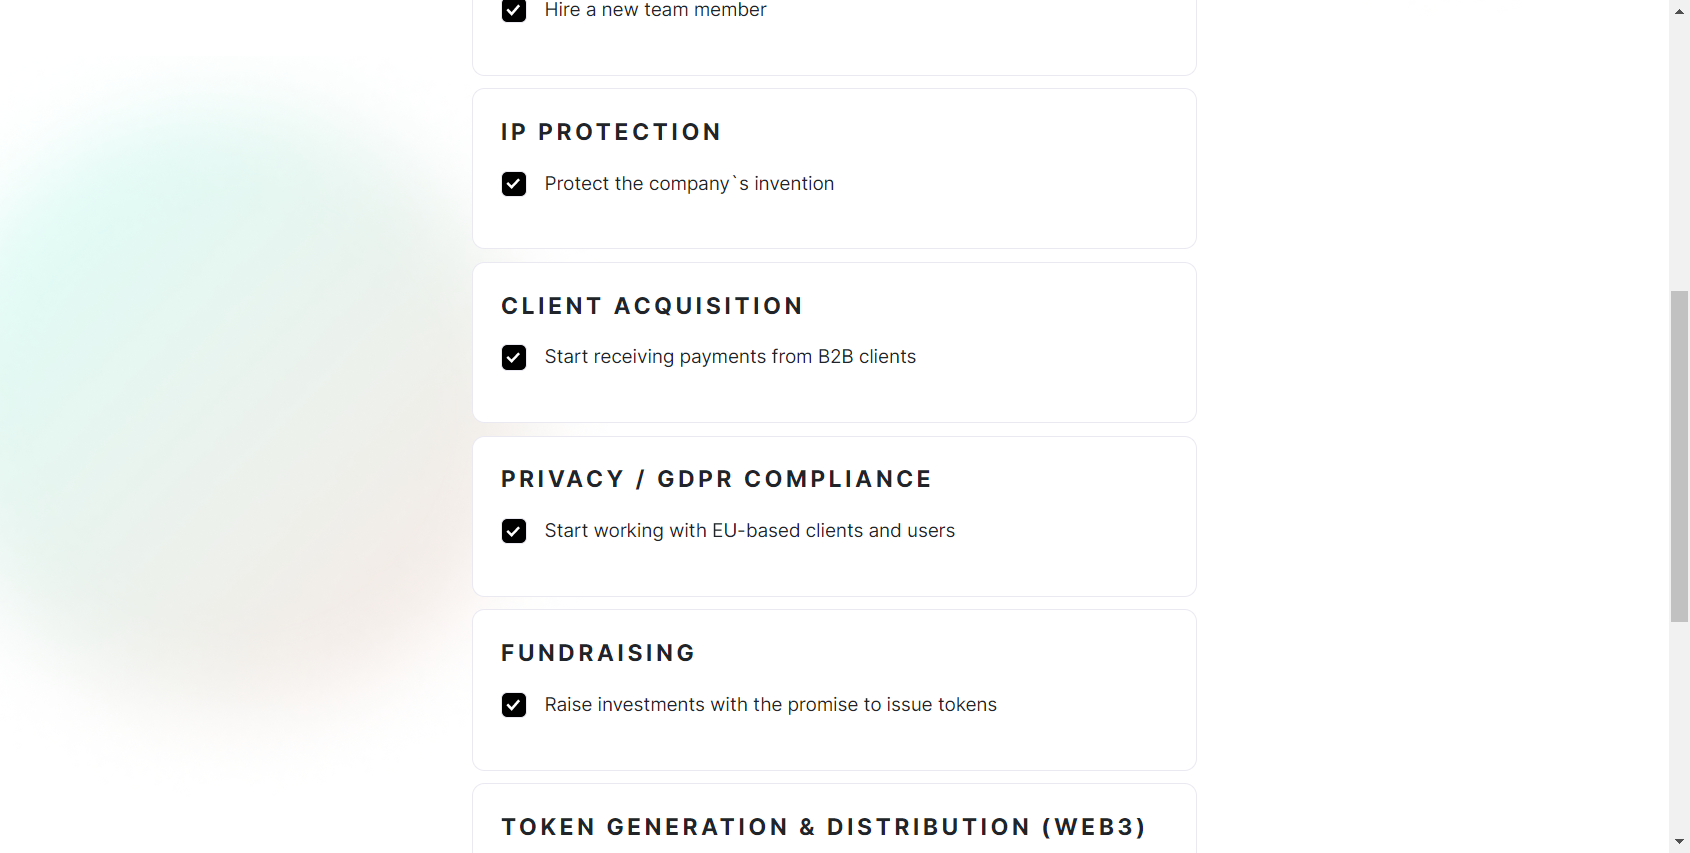 Hire a new team member
IP PROTECTION
Protect the company`s invention
CLIENT ACQUISITION
Start receiving payments from B2B clients
PRIVACY / GDPR COMPLIANCE
Start working with EU-based clients and users
FUNDRAISING
Raise investments with the promise to issue tokens
TOKEN GENERATION & DISTRIBUTION (WEB3)